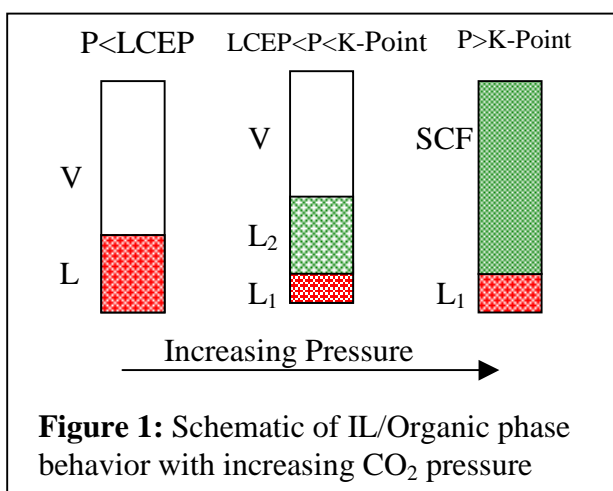 P<LCEP
LCEP<P<K-Point
P>K-Point
V
L
V
L₂
L₁
SCF
L₁
Increasing Pressure
Figure 1: Schematic of IL/Organic phase
behavior with increasing CO₂ pressure